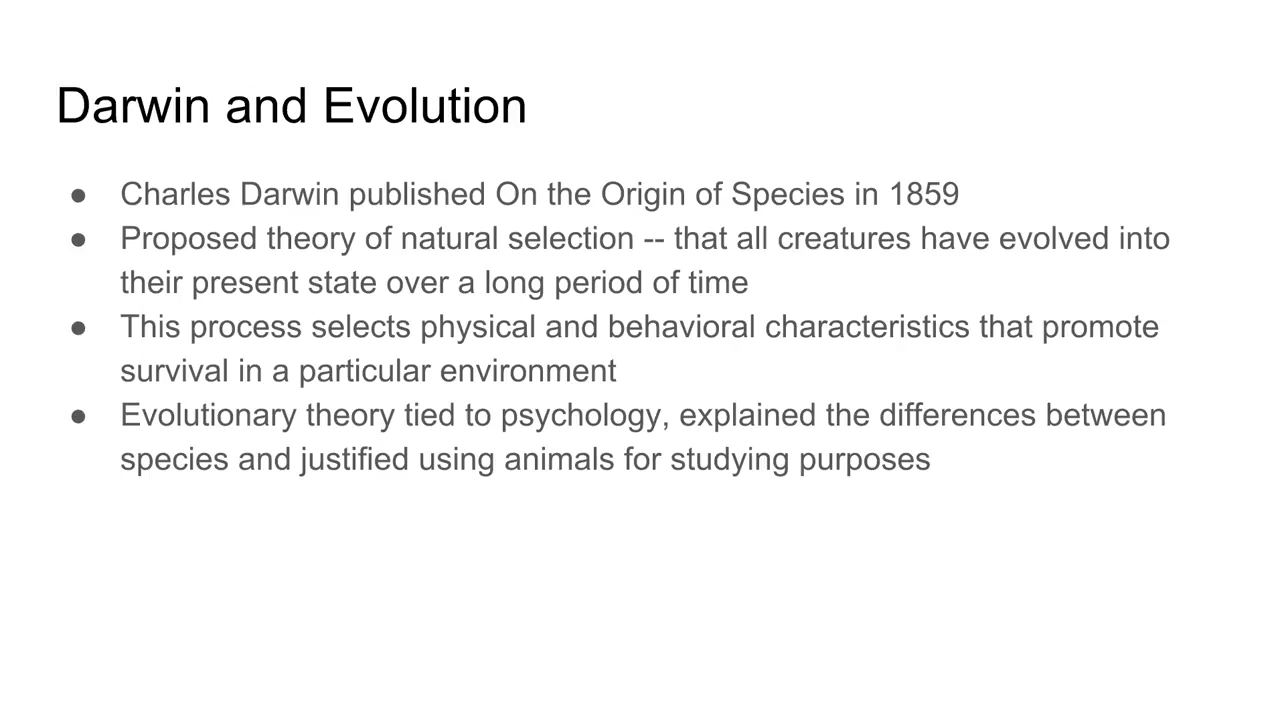 Darwin and Evolution
● Charles Darwin published On the Origin of Species in 1859
● Proposed theory of natural selection -- that all creatures have evolved into
their present state over a long period of time
● This process selects physical and behavioral characteristics that promote
survival in a particular environment
● Evolutionary theory tied to psychology, explained the differences between
species and justified using animals for studying purposes